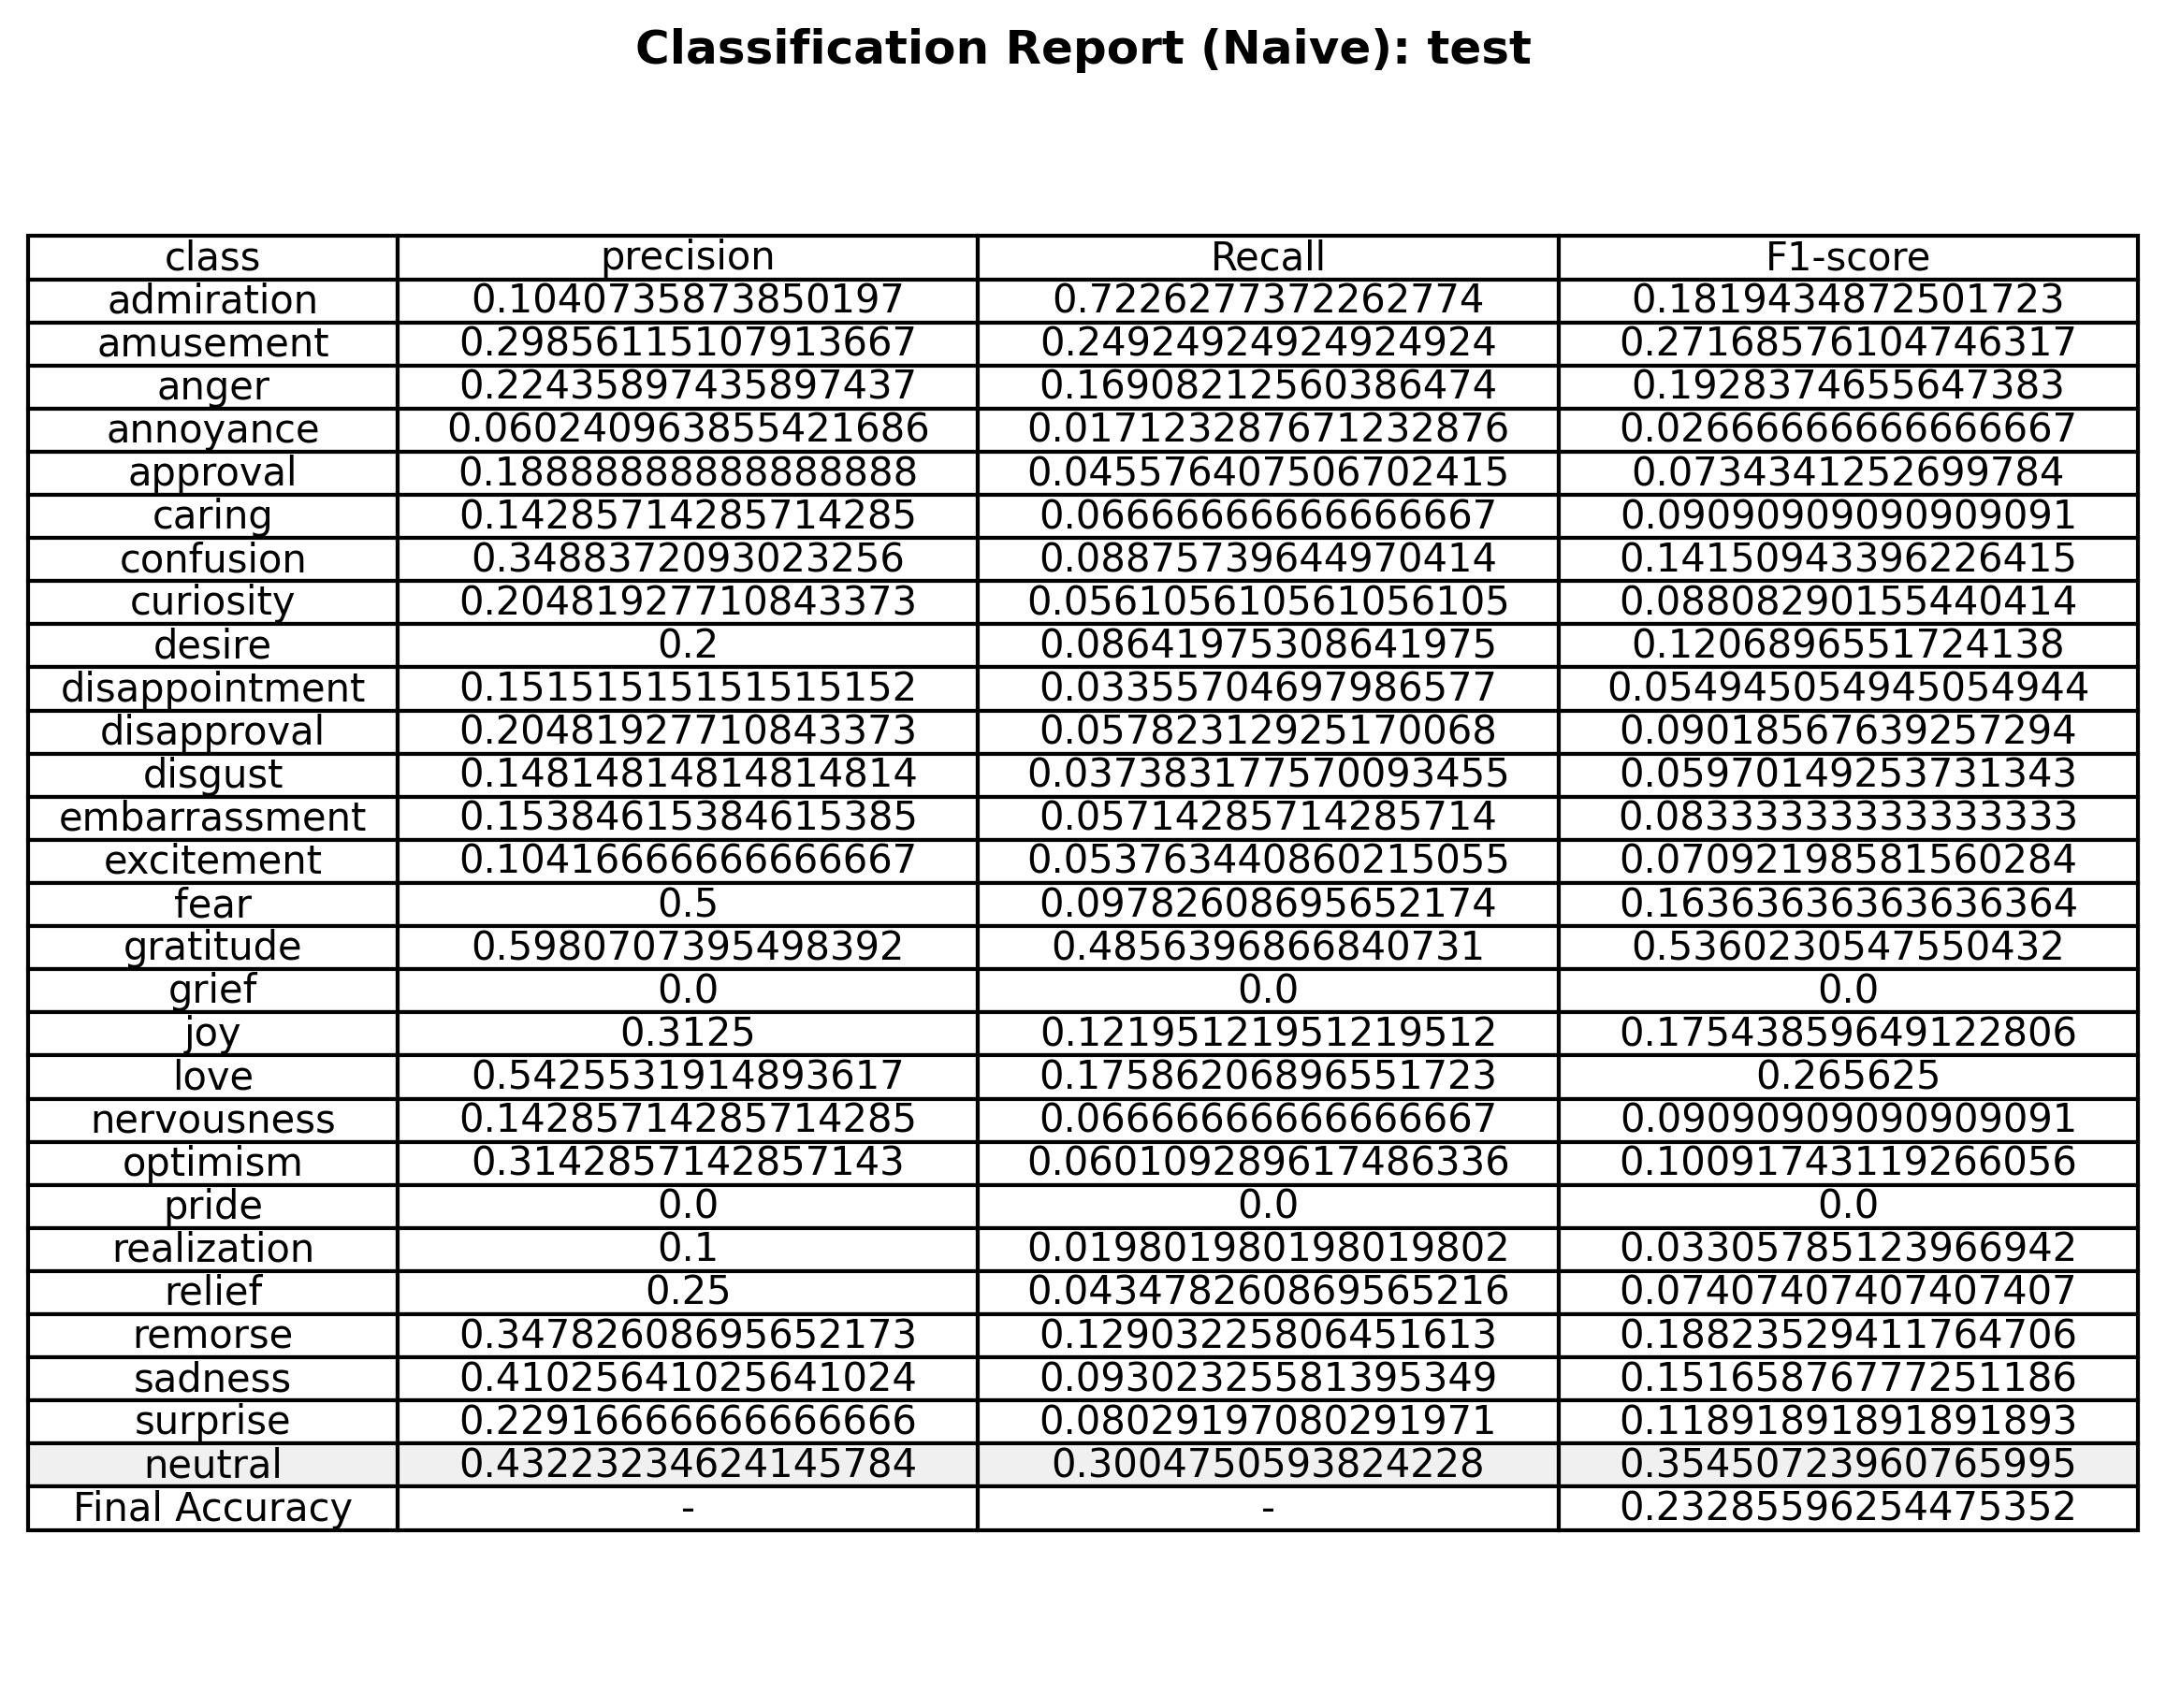 Classification Report (Naive): test
class precision Recall F1-score
admiration 0.1040735873850197 0.7226277372262774 0.1819434872501723
amusement 0.29856115107913667 0.24924924924924924 0.27168576104746317
anger 0.22435897435897437 0.16908212560386474 0.1928374655647383
annoyance 0.060240963855421686 0.017123287671232876 0.02666666666666667
approval 0.18888888888888888 0.045576407506702415 0.0734341252699784
caring 0.14285714285714285 0.06666666666666667 0.09090909090909091
confusion 0.3488372093023256 0.08875739644970414 0.14150943396226415
curiosity 0.20481927710843373 0.056105610561056105 0.08808290155440414
desire 0.2 0.08641975308641975 0.1206896551724138
disappointment 0.15151515151515152 0.03355704697986577 0.054945054945054944
disapproval 0.20481927710843373 0.05782312925170068 0.09018567639257294
disgust 0.14814814814814814 0.037383177570093455 0.05970149253731343
embarrassment 0.15384615384615385 0.05714285714285714 0.08333333333333333
excitement 0.10416666666666667 0.053763440860215055 0.07092198581560284
fear 0.5 0.09782608695652174 0.16363636363636364
gratitude 0.5980707395498392 0.4856396866840731 0.5360230547550432
grief 0.0 0.0 0.0
joy 0.3125 0.12195121951219512 0.17543859649122806
love 0.5425531914893617 0.17586206896551723 0.265625
nervousness 0.14285714285714285 0.06666666666666667 0.09090909090909091
optimism 0.3142857142857143 0.060109289617486336 0.10091743119266056
pride 0.0 0.0 0.0
realization 0.1 0.019801980198019802 0.03305785123966942
relief 0.25 0.043478260869565216 0.07407407407407407
remorse 0.34782608695652173 0.12903225806451613 0.18823529411764706
sadness 0.41025641025641024 0.09302325581395349 0.15165876777251186
surprise 0.22916666666666666 0.08029197080291971 0.11891891891891893
neutral 0.43223234624145784 0.3004750593824228 0.35450723960765995
Final Accuracy - - 0.23285596254475352